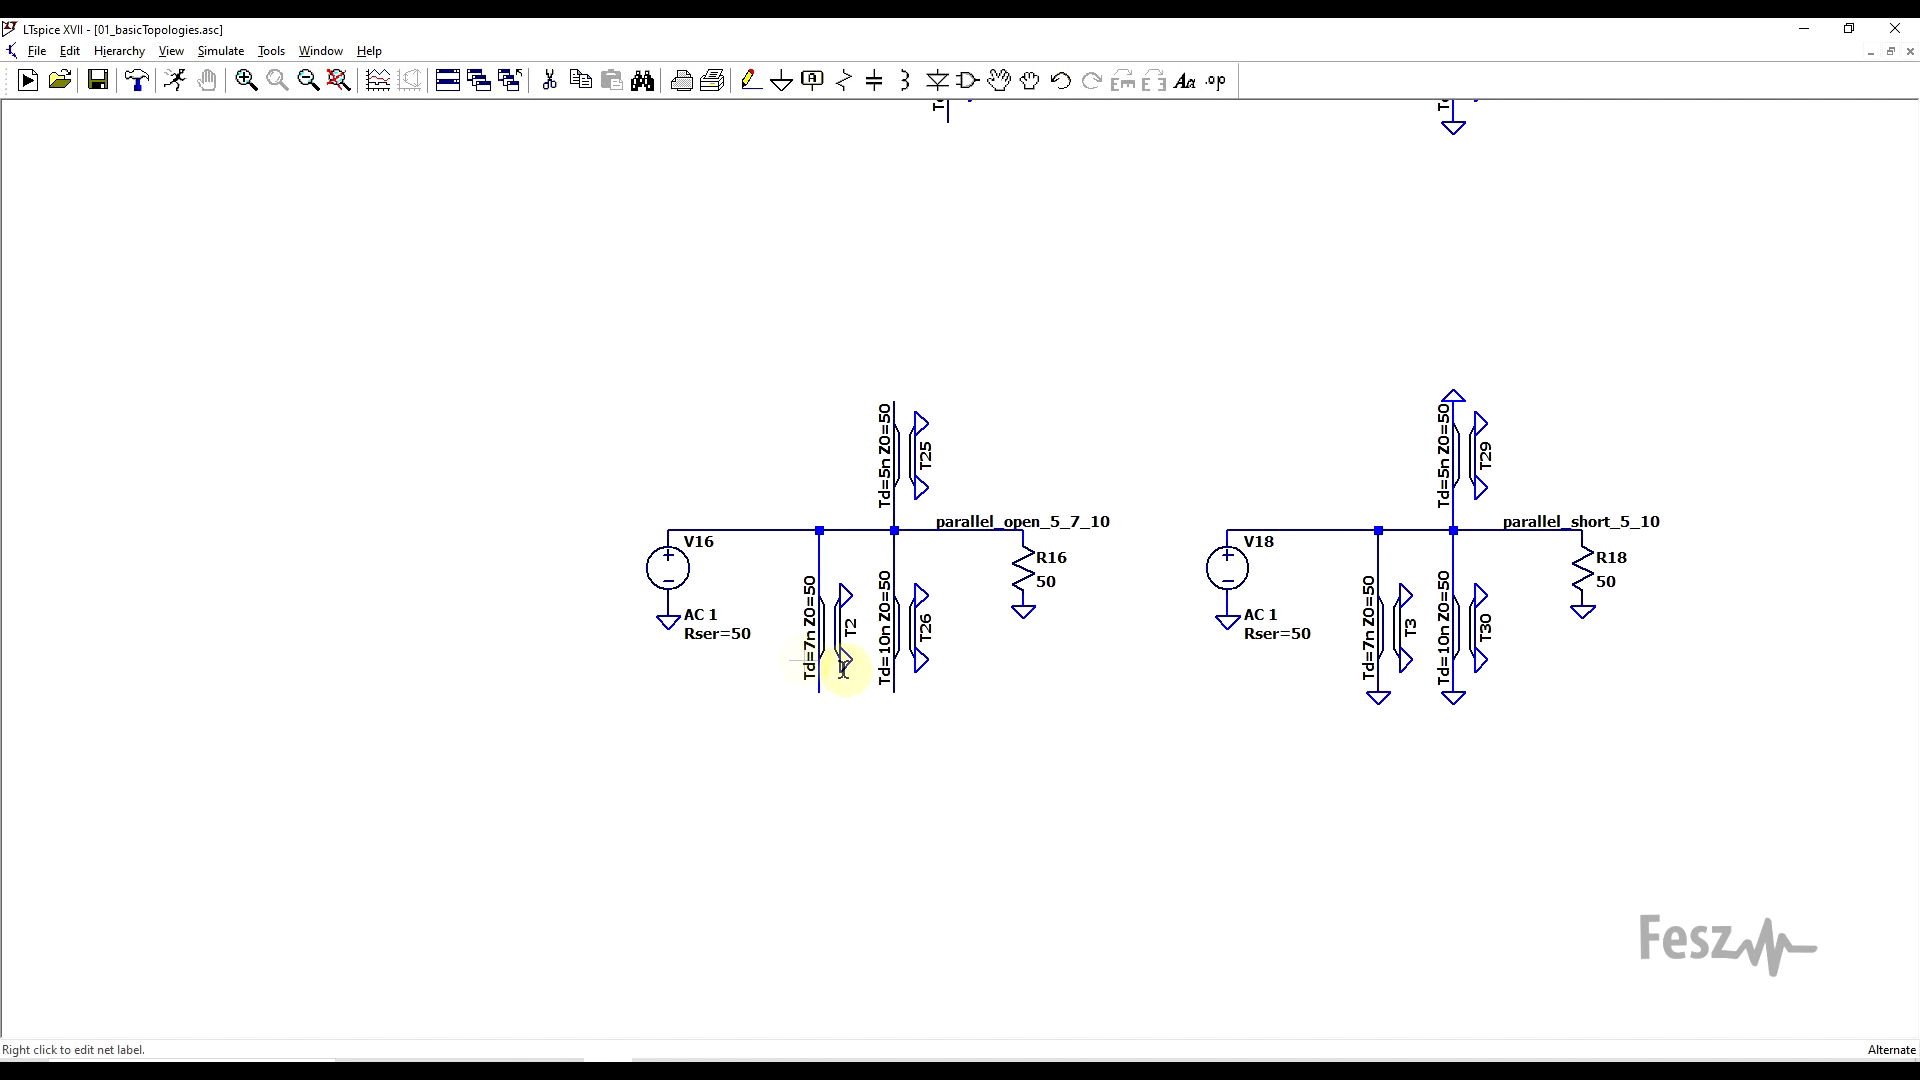 LTspice XVII - [01_basicTopologies.asc]
File Edit Hierarchy View Simulate Tools Window Help
Td=5n Z0=50
T25
parallel_open_5_7_10
V16
AC 1
Rser=50
Td=7n Z0=50
T2
Td=10n Z0=50
T26
R16
50
Td=5n Z0=50
T29
parallel_short_5_10
V18
AC 1
Rser=50
Td=7n Z0=50
T3
Td=10n Z0=50
T30
R18
50
Fesz
Right click to edit net label.
Alternate